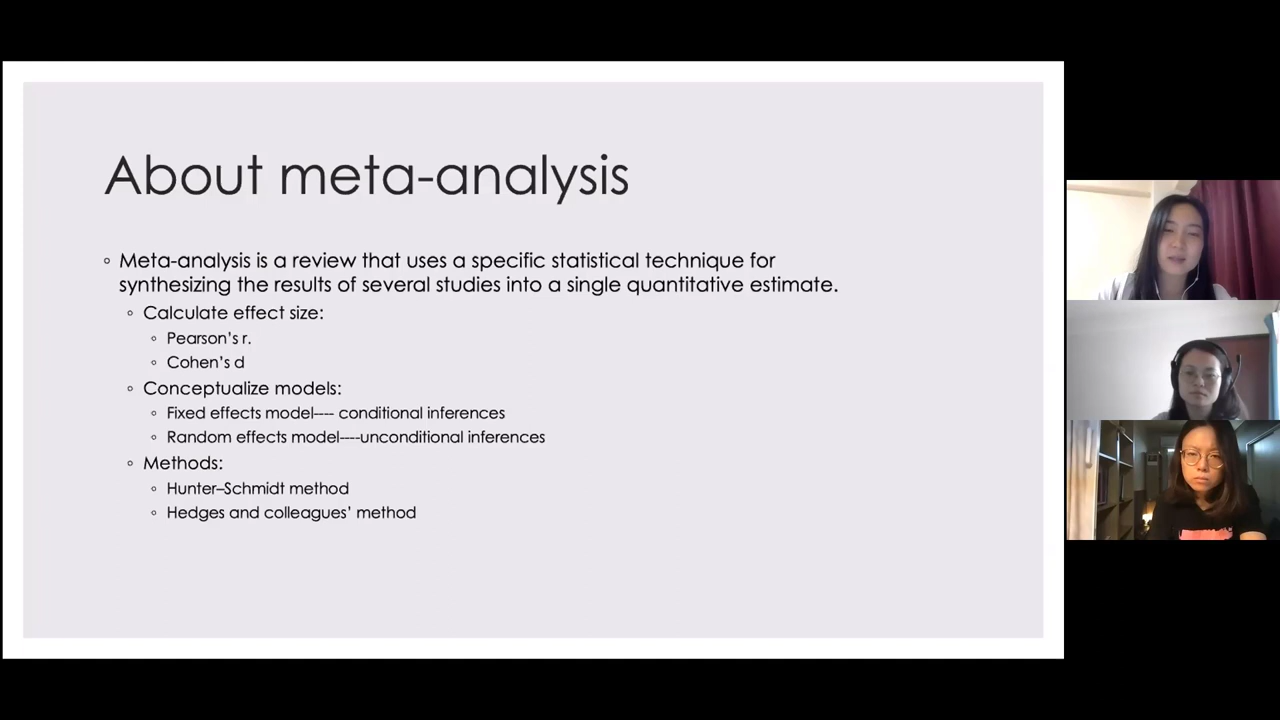 About meta-analysis
◦ Meta-analysis is a review that uses a specific statistical technique for
synthesizing the results of several studies into a single quantitative estimate.
◦ Calculate effect size:
◦ Pearson’s r.
◦ Cohen’s d
◦ Conceptualize models:
◦ Fixed effects model---- conditional inferences
◦ Random effects model----unconditional inferences
◦ Methods:
◦ Hunter–Schmidt method
◦ Hedges and colleagues’ method